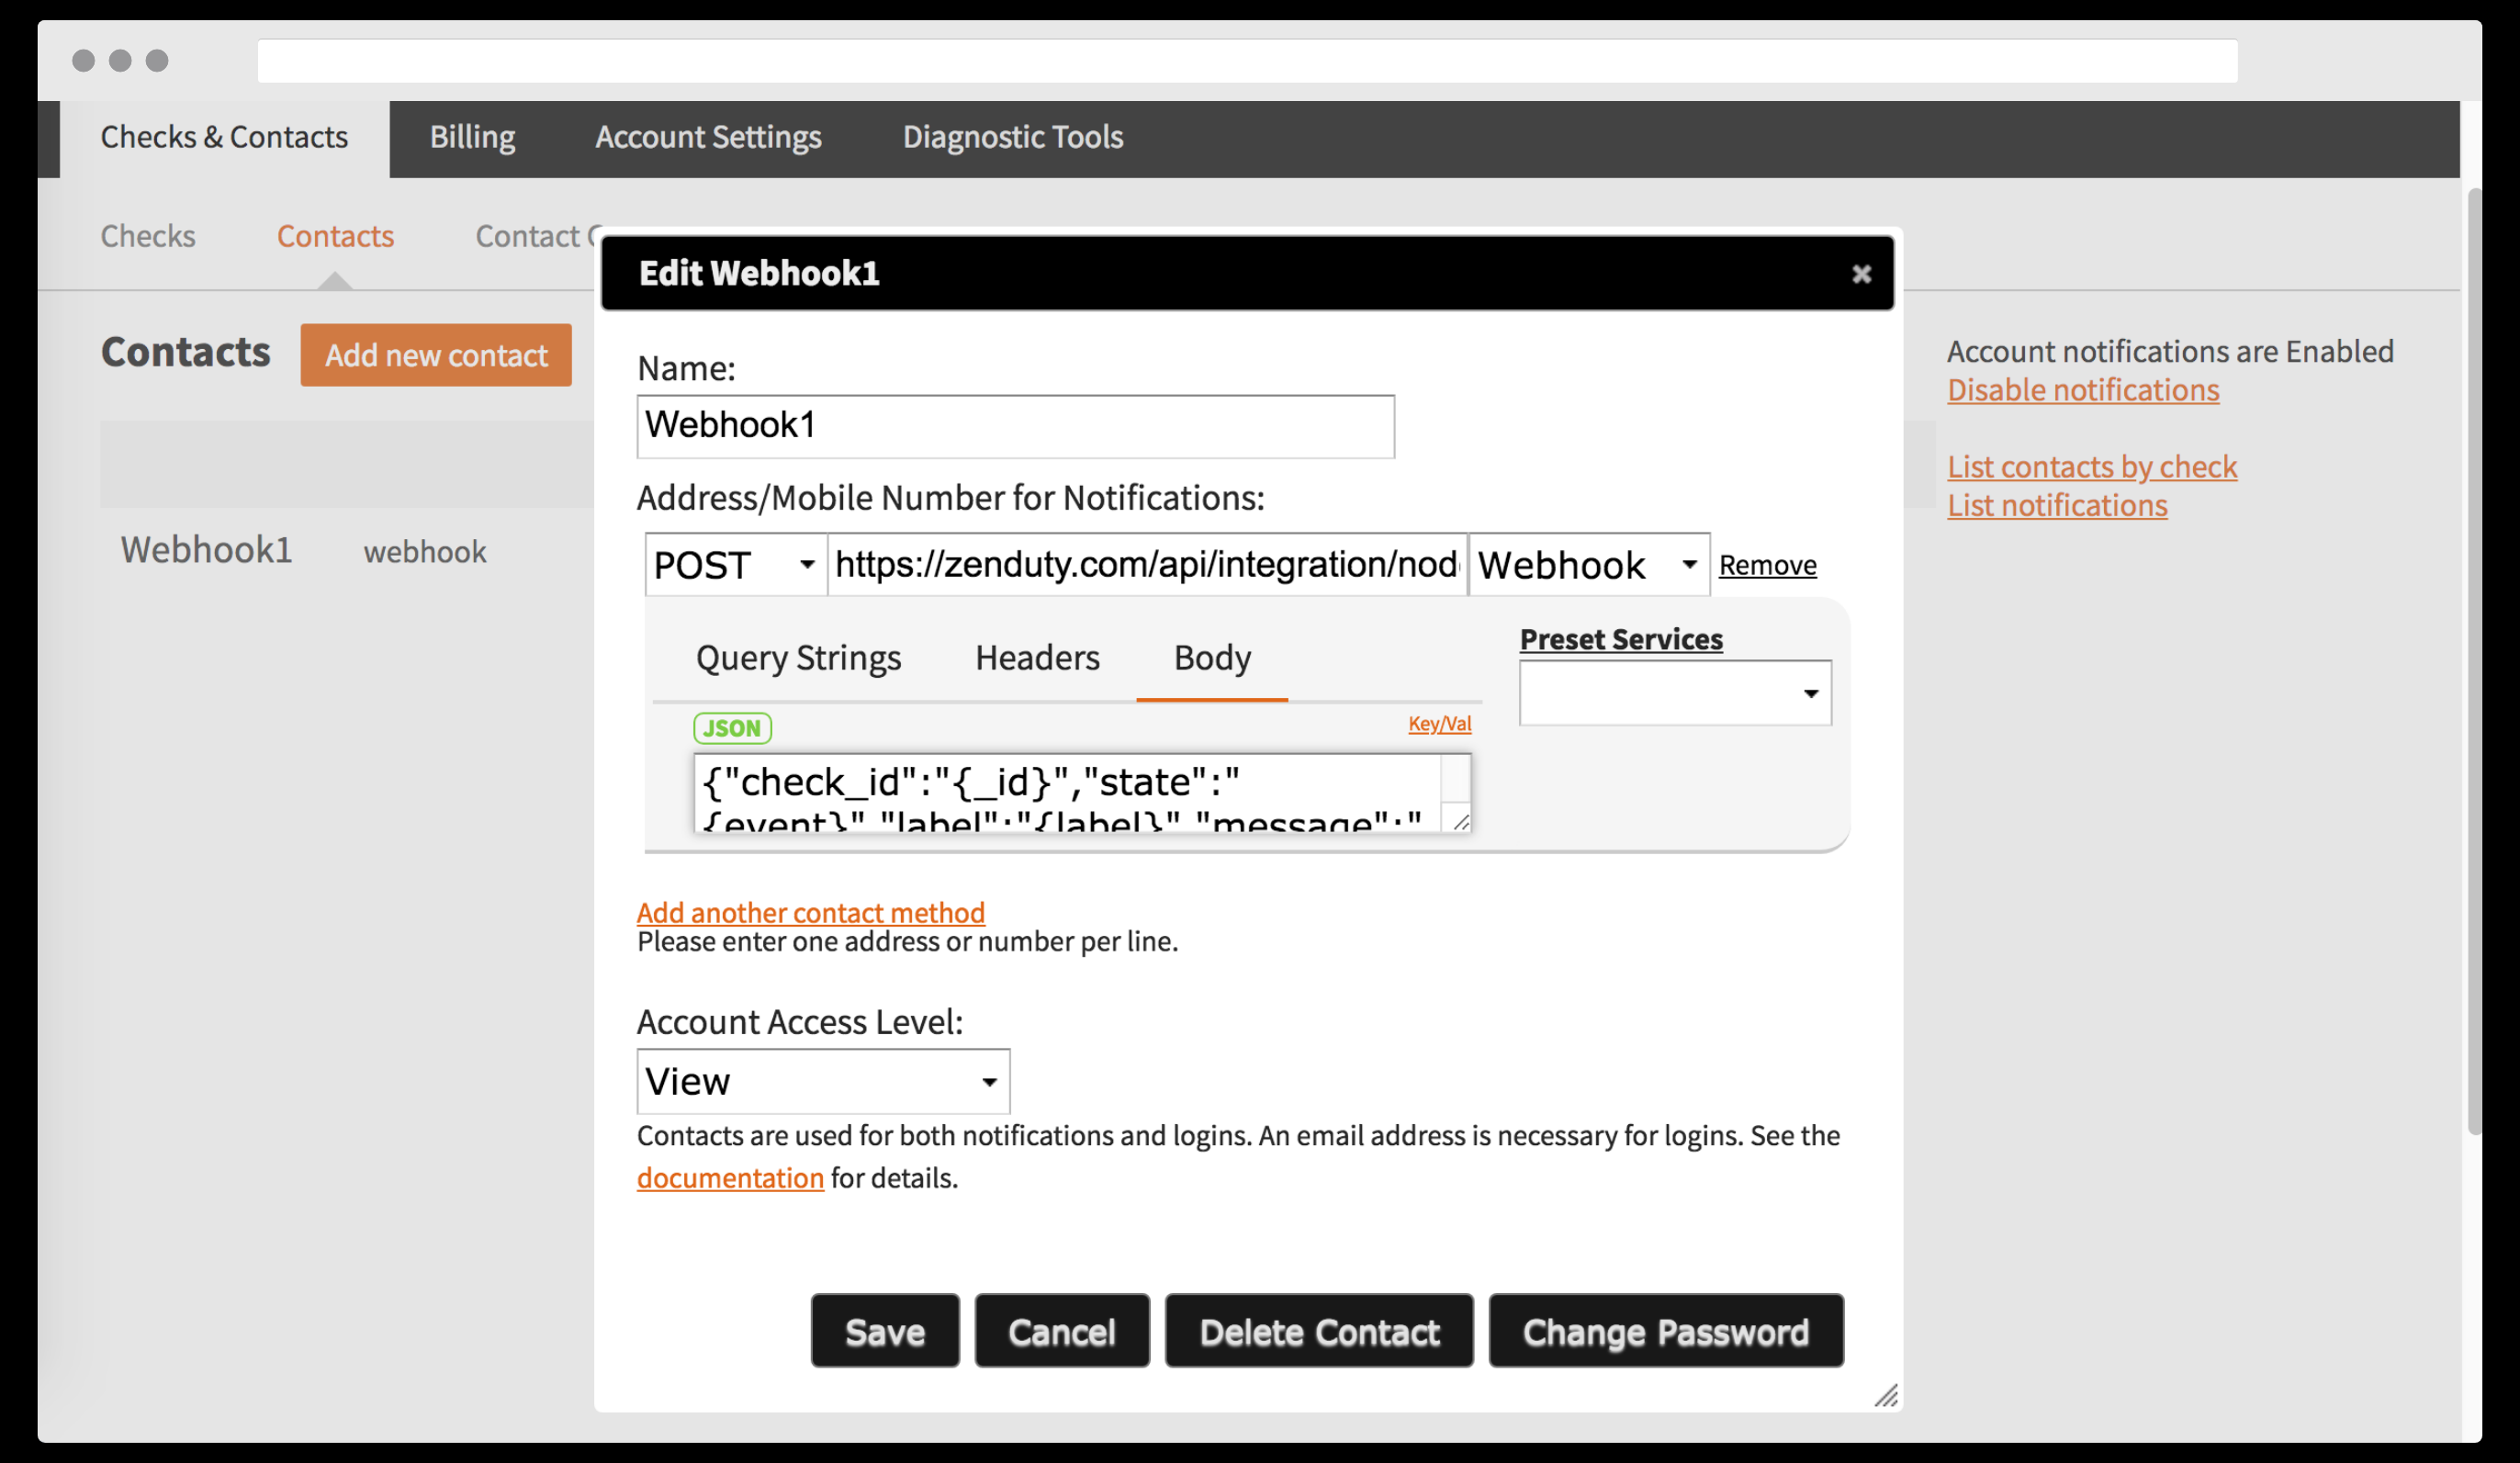 Checks & Contacts Billing Account Settings Diagnostic Tools
Checks Contacts Contact
Edit Webhook1
Contacts Add new contact
Account notifications are Enabled
Disable notifications
List contacts by check
List notifications
Webhook1 webhook
Name:
Webhook1
Address/Mobile Number for Notifications:
POST https://zenduty.com/api/integration/nod Webhook Remove
Query Strings Headers Body
Preset Services
JSON Key/Val
{"check_id":"{_id}","state":"
{event}","label":"{label}","message":"
Add another contact method
Please enter one address or number per line.
Account Access Level:
View
Contacts are used for both notifications and logins. An email address is necessary for logins. See the
documentation for details.
Save Cancel Delete Contact Change Password